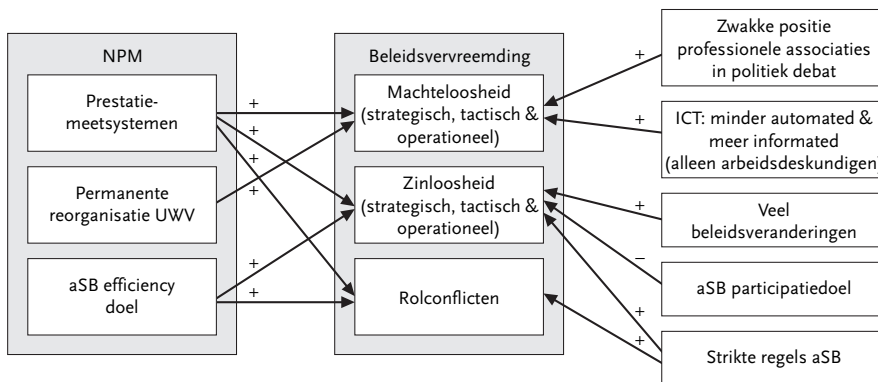 NPM
Prestatie-
meetsystemen
Permanente
reorganisatie UWV
aSB efficiency
doel
+
+
+
+
+
+
Beleidsvervreemding
Machteloosheid
(strategisch, tactisch &
operationeel)
Zinloosheid
(strategisch, tactisch &
operationeel)
Rolconflicten
+
+
+
–
+
+
Zwakke positie
professionele associaties
in politiek debat
ICT: minder automated &
meer informated
(alleen arbeidsdeskundigen)
Veel
beleidsveranderingen
aSB participatiedoel
Strikte regels aSB